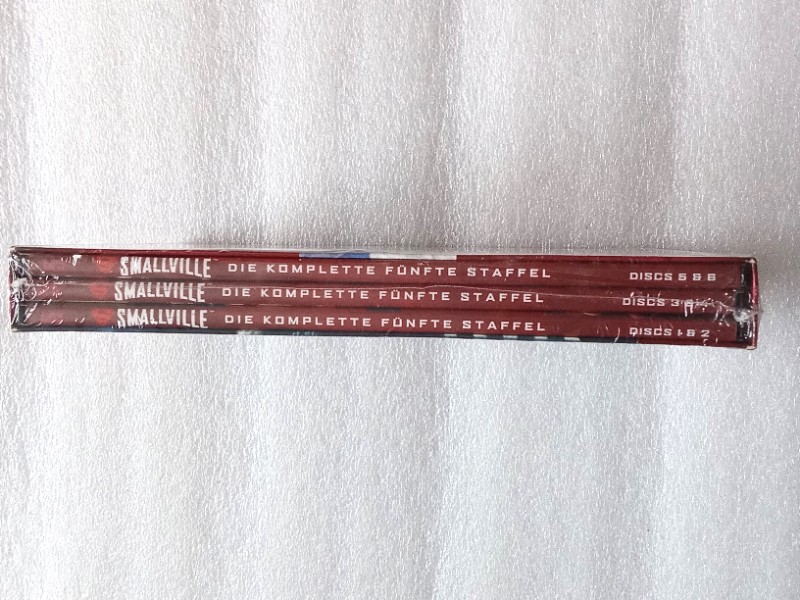 SMALLVILLE DIE KOMPLETTE FÜNFTE STAFFEL DISCS 5 & 6
SMALLVILLE DIE KOMPLETTE FÜNFTE STAFFEL DISCS 3 &
SMALLVILLE DIE KOMPLETTE FÜNFTE STAFFEL DISCS 1 & 2